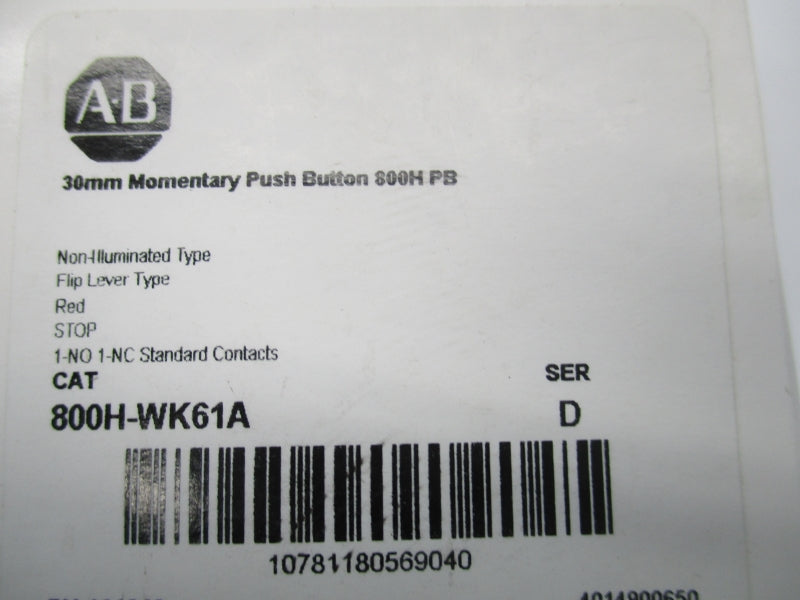 A·B
30mm Momentary Push Button 800H PB
Non-Illuminated Type
Flip Lever Type
Red
STOP
1-NO 1-NC Standard Contacts
CAT SER
800H-WK61A D
10781180569040
4014900650